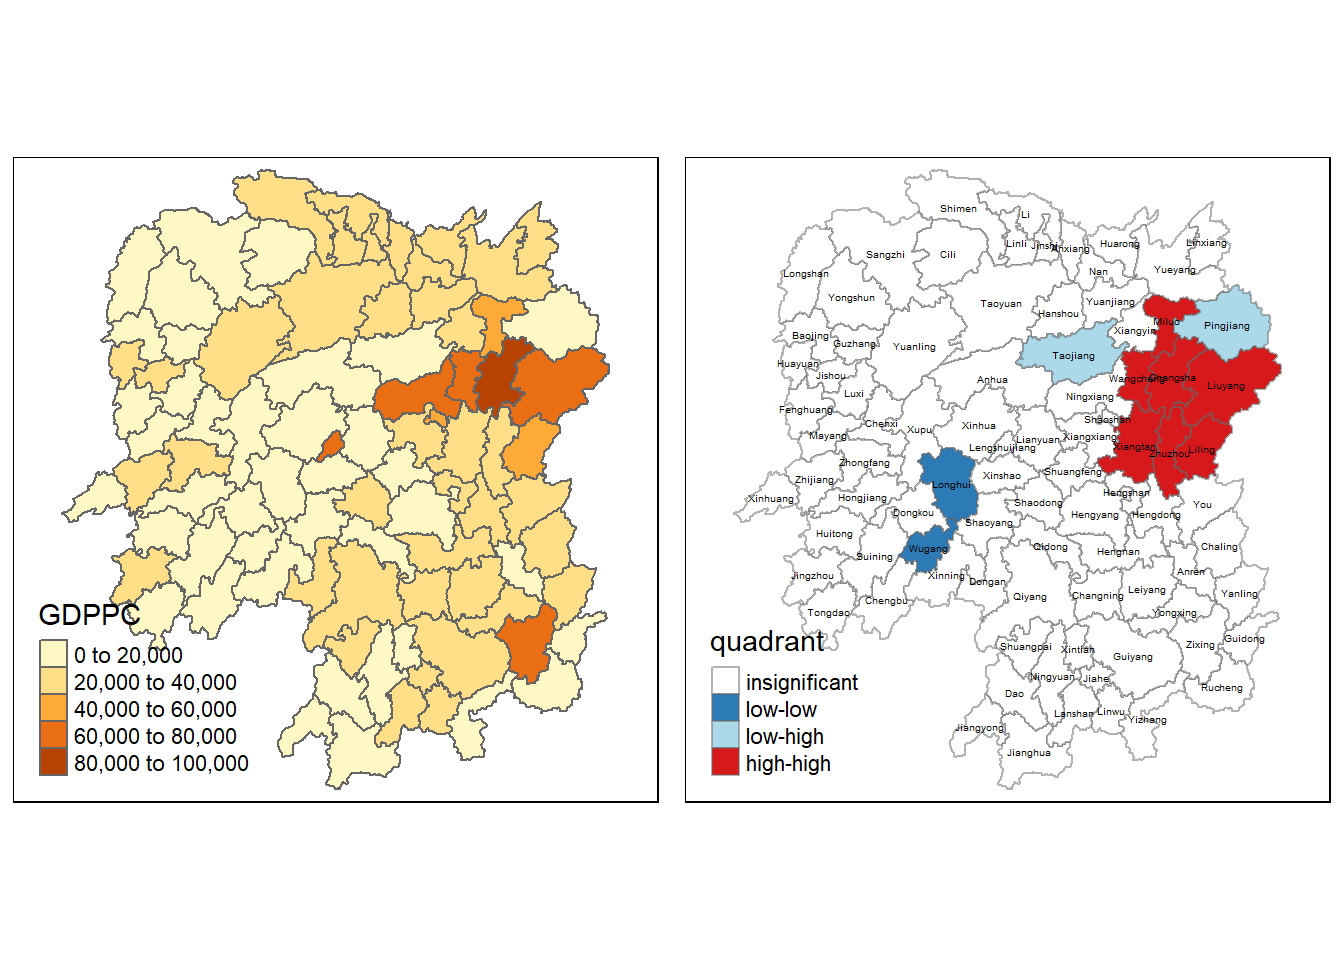 GDPPC
0 to 20,000
20,000 to 40,000
40,000 to 60,000
60,000 to 80,000
80,000 to 100,000
Shimen
Li
Linli
Jinshi
Anxiang
Huarong
Linxiang
Sangzhi
Cili
Nan
Yueyang
Longshan
Yongshun
Taoyuan
Hanshou
Yuanjiang
Miluo
Pingjiang
Xiangyin
Baojing
Guzhang
Yuanling
Taojiang
Huayuan
Jishou
Anhua
Wangcheng
Changsha
Liuyang
Luxi
Ningxiang
Fenghuang
Chenxi
Xupu
Xinhua
Shaoshan
Mayang
Lianyuan
Xiangxiang
Lengshuijiang
Xiangtan
Zhuzhou
Liling
Zhongfang
Zhijiang
Xinshao
Shuangfeng
Longhui
Xinhuang
Hongjiang
Hengshan
You
Shaodong
Dongkou
Hengyang
Hengdong
Shaoyang
Huitong
Suining
Wugang
Qidong
Hengnan
Chaling
Jingzhou
Xinning
Dongan
Anren
Chengbu
Qiyang
Changning
Leiyang
Yanling
Tongdao
Yongxing
Shuangpai
Xintian
Guiyang
Zixing
Guidong
Ningyuan
Jiahe
Rucheng
Dao
Lanshan
Linwu
Yizhang
Jiangyong
Jianghua
quadrant
insignificant
low-low
low-high
high-high